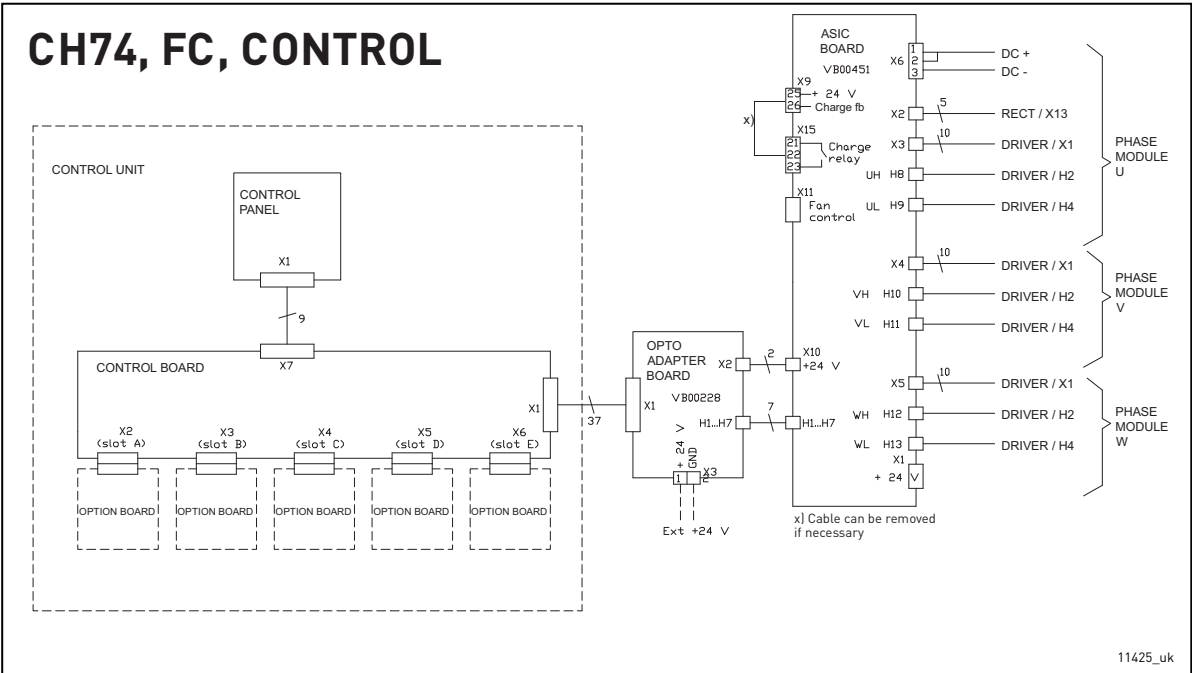 CH74, FC, CONTROL
CONTROL UNIT
CONTROL
PANEL
X1
9
X7
CONTROL BOARD
X1
37
X2
(slot A)
X3
(slot B)
X4
(slot C)
X5
(slot D)
X6
(slot E)
OPTION BOARD
OPTION BOARD
OPTION BOARD
OPTION BOARD
OPTION BOARD
OPTO
ADAPTER
BOARD
VB00228
X1
X2
H1...H7
+ 24 V
GND
1
2
X3
Ext +24 V
2
7
ASIC
BOARD
VB00451
X9
25
+ 24 V
26
Charge fb
x)
X15
21
22
23
Charge
relay
X11
Fan
control
X10
+24 V
H1...H7
X6
1
2
3
DC +
DC -
X2
5
RECT / X13
X3
10
DRIVER / X1
UH H8
DRIVER / H2
UL H9
DRIVER / H4
PHASE
MODULE
U
X4
10
DRIVER / X1
VH H10
DRIVER / H2
VL H11
DRIVER / H4
PHASE
MODULE
V
X5
10
DRIVER / X1
WH H12
DRIVER / H2
WL H13
DRIVER / H4
PHASE
MODULE
W
X1
+ 24 V
x) Cable can be removed
if necessary
11425_uk